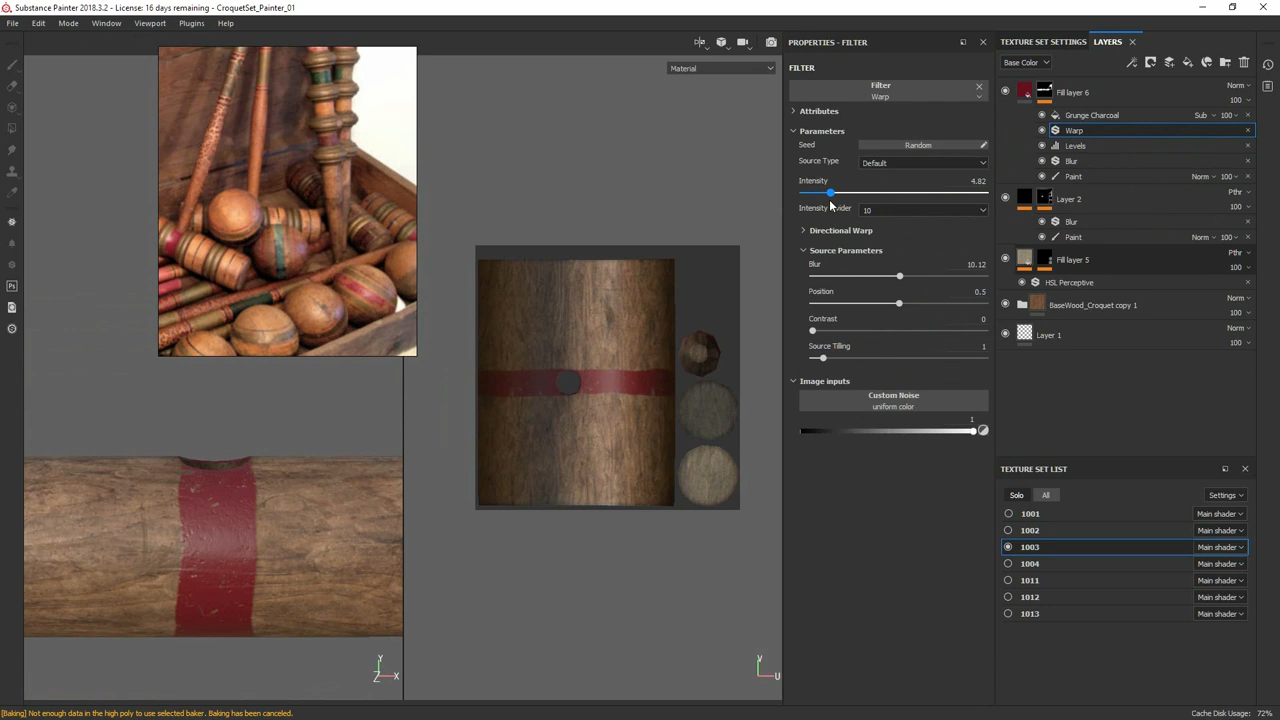 Substance Painter 2018.3.2 - License: 16 days remaining - CroquetSet_Painter_01
File Edit Mode Window Viewport Plugins Help
Material
PROPERTIES - FILTER
FILTER
Filter
Warp
Attributes
Parameters
Seed Random
Source Type Default
Intensity 4.82
Intensity 10
Directional Warp
Source Parameters
Blur 10.12
Position 0.5
Contrast 0
Source Tilling 1
Image inputs
Custom Noise
uniform color
1
TEXTURE SET SETTINGS LAYERS
Base Color
Fill layer 6 Norm
100
Grunge Charcoal Sub 100
Warp
Levels
Blur
Paint Norm 100
Layer 2 Pthr
100
Blur
Paint Norm 100
Fill layer 5 Pthr
100
HSL Perceptive
BaseWood_Croquet copy 1 Norm
100
Layer 1 Norm
100
TEXTURE SET LIST
Solo All Settings
1001 Main shader
1002 Main shader
1003 Main shader
1004 Main shader
1011 Main shader
1012 Main shader
1013 Main shader
Ps
Y
Z X
V
U
[Baking] Not enough data in the high poly to use selected baker. Baking has been canceled.
Cache Disk Usage: 72%